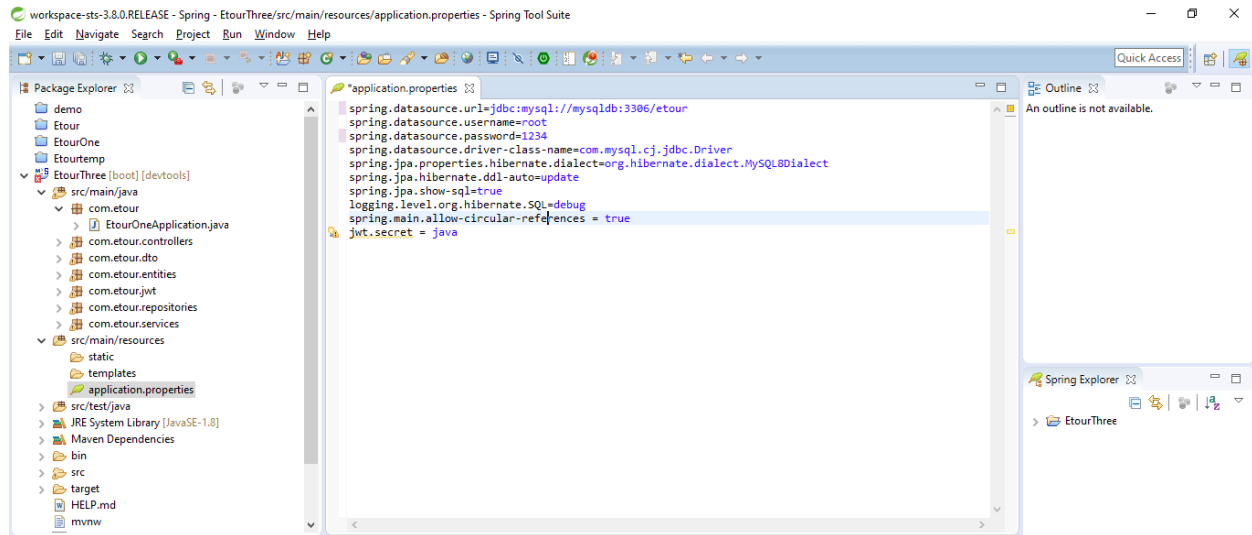 workspace-sts-3.8.0.RELEASE - Spring - EtourThree/src/main/resources/application.properties - Spring Tool Suite
File Edit Navigate Search Project Run Window Help
Quick Access
Package Explorer
demo
Etour
EtourOne
Etourtemp
EtourThree [boot] [devtools]
src/main/java
com.etour
EtourOneApplication.java
com.etour.controllers
com.etour.dto
com.etour.entities
com.etour.jwt
com.etour.repositories
com.etour.services
src/main/resources
static
templates
application.properties
src/test/java
JRE System Library [JavaSE-1.8]
Maven Dependencies
bin
src
target
HELP.md
mvnw
*application.properties
spring.datasource.url=jdbc:mysql://mysqldb:3306/etour
spring.datasource.username=root
spring.datasource.password=1234
spring.datasource.driver-class-name=com.mysql.cj.jdbc.Driver
spring.jpa.properties.hibernate.dialect=org.hibernate.dialect.MySQL8Dialect
spring.jpa.hibernate.ddl-auto=update
spring.jpa.show-sql=true
logging.level.org.hibernate.SQL=debug
spring.main.allow-circular-references = true
jwt.secret = java
Outline
An outline is not available.
Spring Explorer
EtourThree